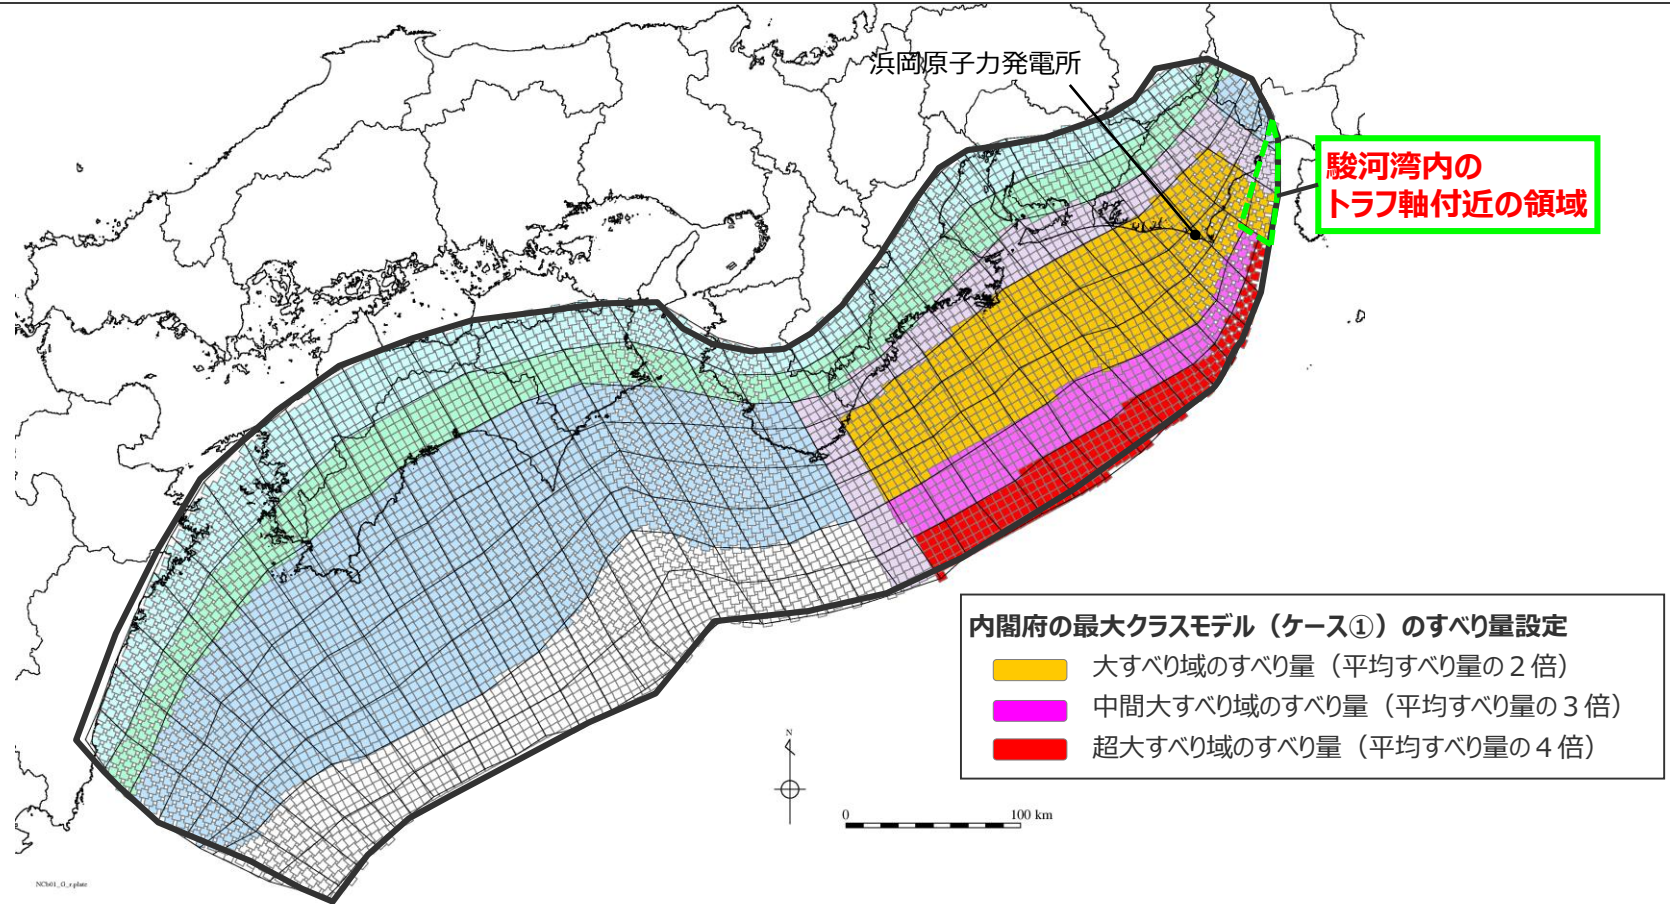 浜岡原子力発電所
駿河湾内の
トラフ軸付近の領域
内閣府の最大クラスモデル（ケース①）のすべり量設定
大すべり域のすべり量（平均すべり量の２倍）
中間大すべり域のすべり量（平均すべり量の３倍）
超大すべり域のすべり量（平均すべり量の４倍）
N
0 100 km
NCh01_G_r.plate